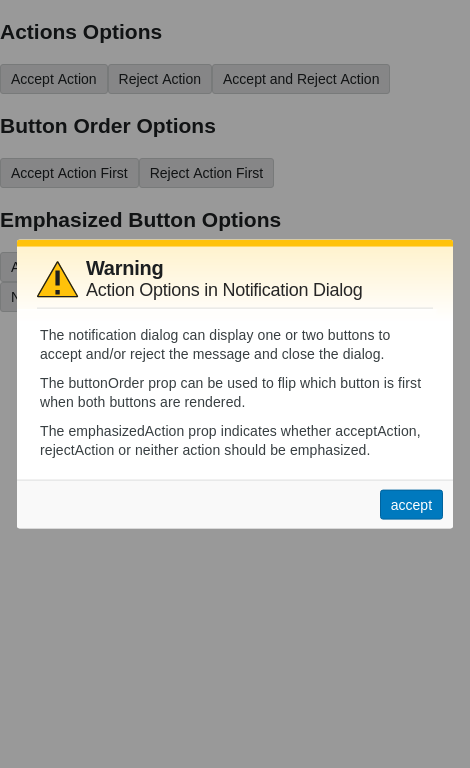 Actions Options
Accept Action Reject Action Accept and Reject Action
Button Order Options
Accept Action First Reject Action First
Emphasized Button Options
Warning
Action Options in Notification Dialog
The notification dialog can display one or two buttons to
accept and/or reject the message and close the dialog.
The buttonOrder prop can be used to flip which button is first
when both buttons are rendered.
The emphasizedAction prop indicates whether acceptAction,
rejectAction or neither action should be emphasized.
accept